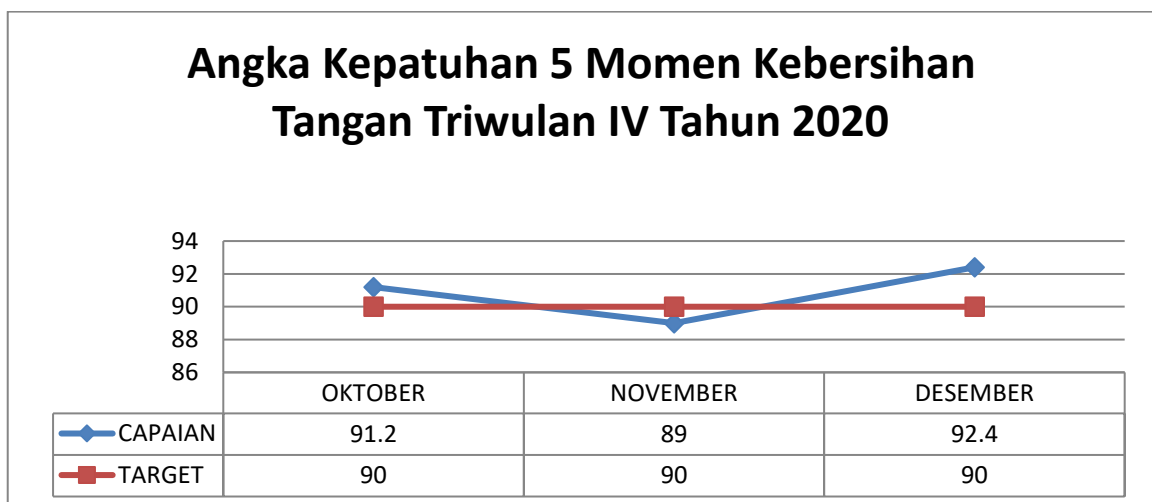 Angka Kepatuhan 5 Momen Kebersihan
Tangan Triwulan IV Tahun 2020
94
92
90
88
86
OKTOBER NOVEMBER DESEMBER
CAPAIAN 91.2 89 92.4
TARGET 90 90 90